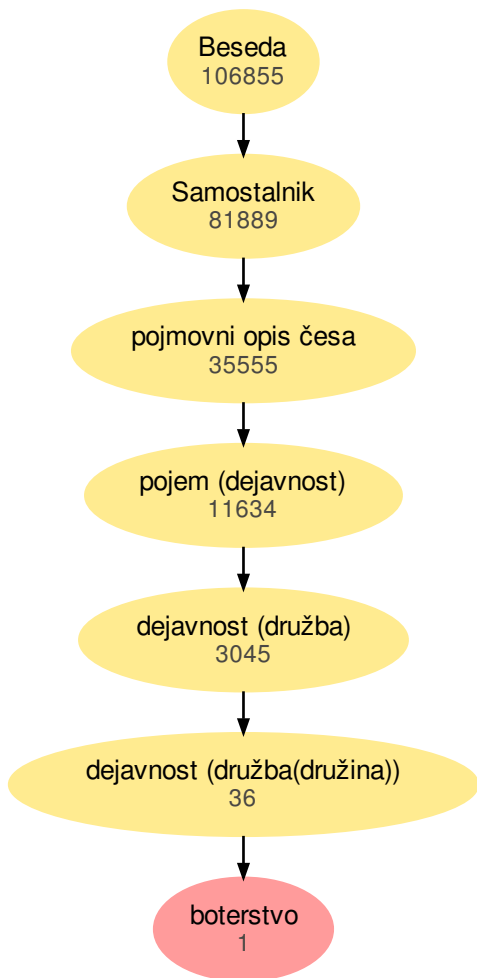 Beseda
106855
Samostalnik
81889
pojmovni opis česa
35555
pojem (dejavnost)
11634
dejavnost (družba)
3045
dejavnost (družba(družina))
36
boterstvo
1